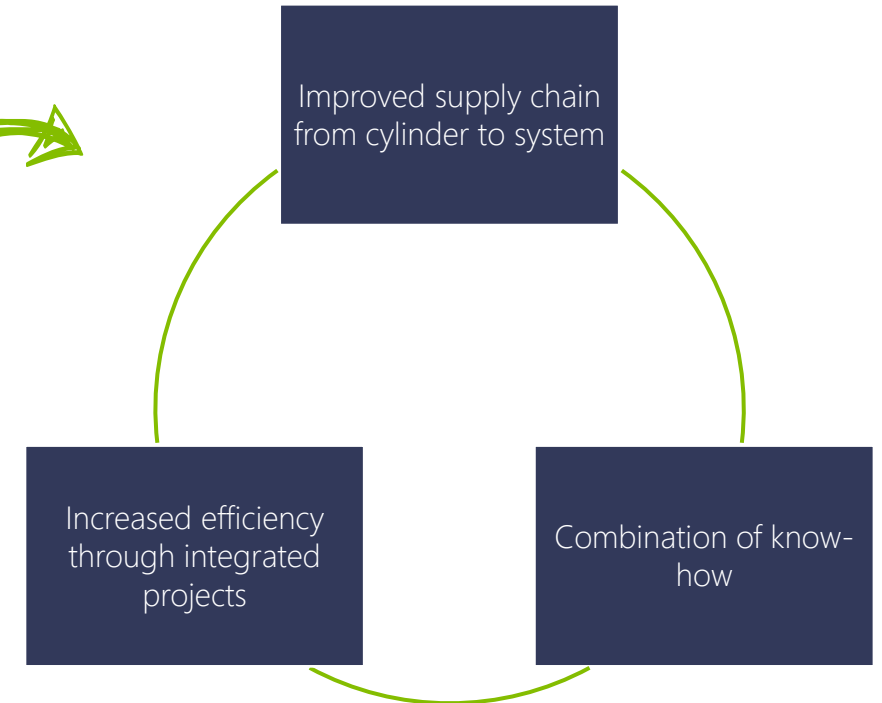 Improved supply chain
from cylinder to system
Increased efficiency
through integrated
projects
Combination of know-
how